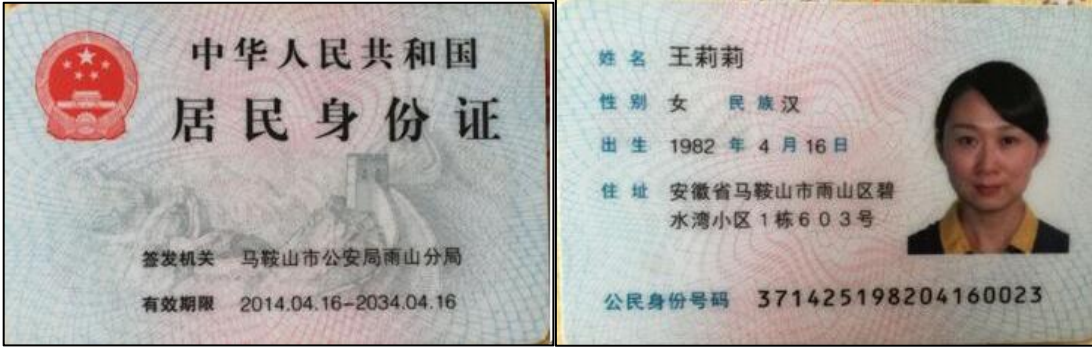 中华人民共和国
居民身份证
签发机关 马鞍山市公安局雨山分局
有效期限 2014.04.16-2034.04.16
姓名 王莉莉
性别 女 民族 汉
出生 1982 年 4 月 16 日
住址 安徽省马鞍山市雨山区碧
水湾小区1栋603号
公民身份号码 371425198204160023